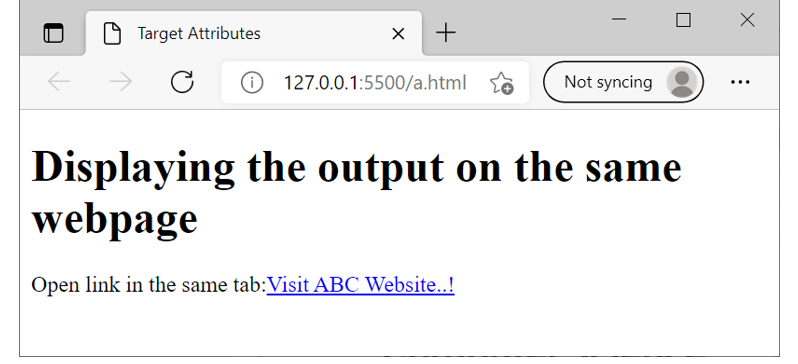 Target Attributes
127.0.0.1:5500/a.html
Not syncing
Displaying the output on the same
webpage
Open link in the same tab:Visit ABC Website..!